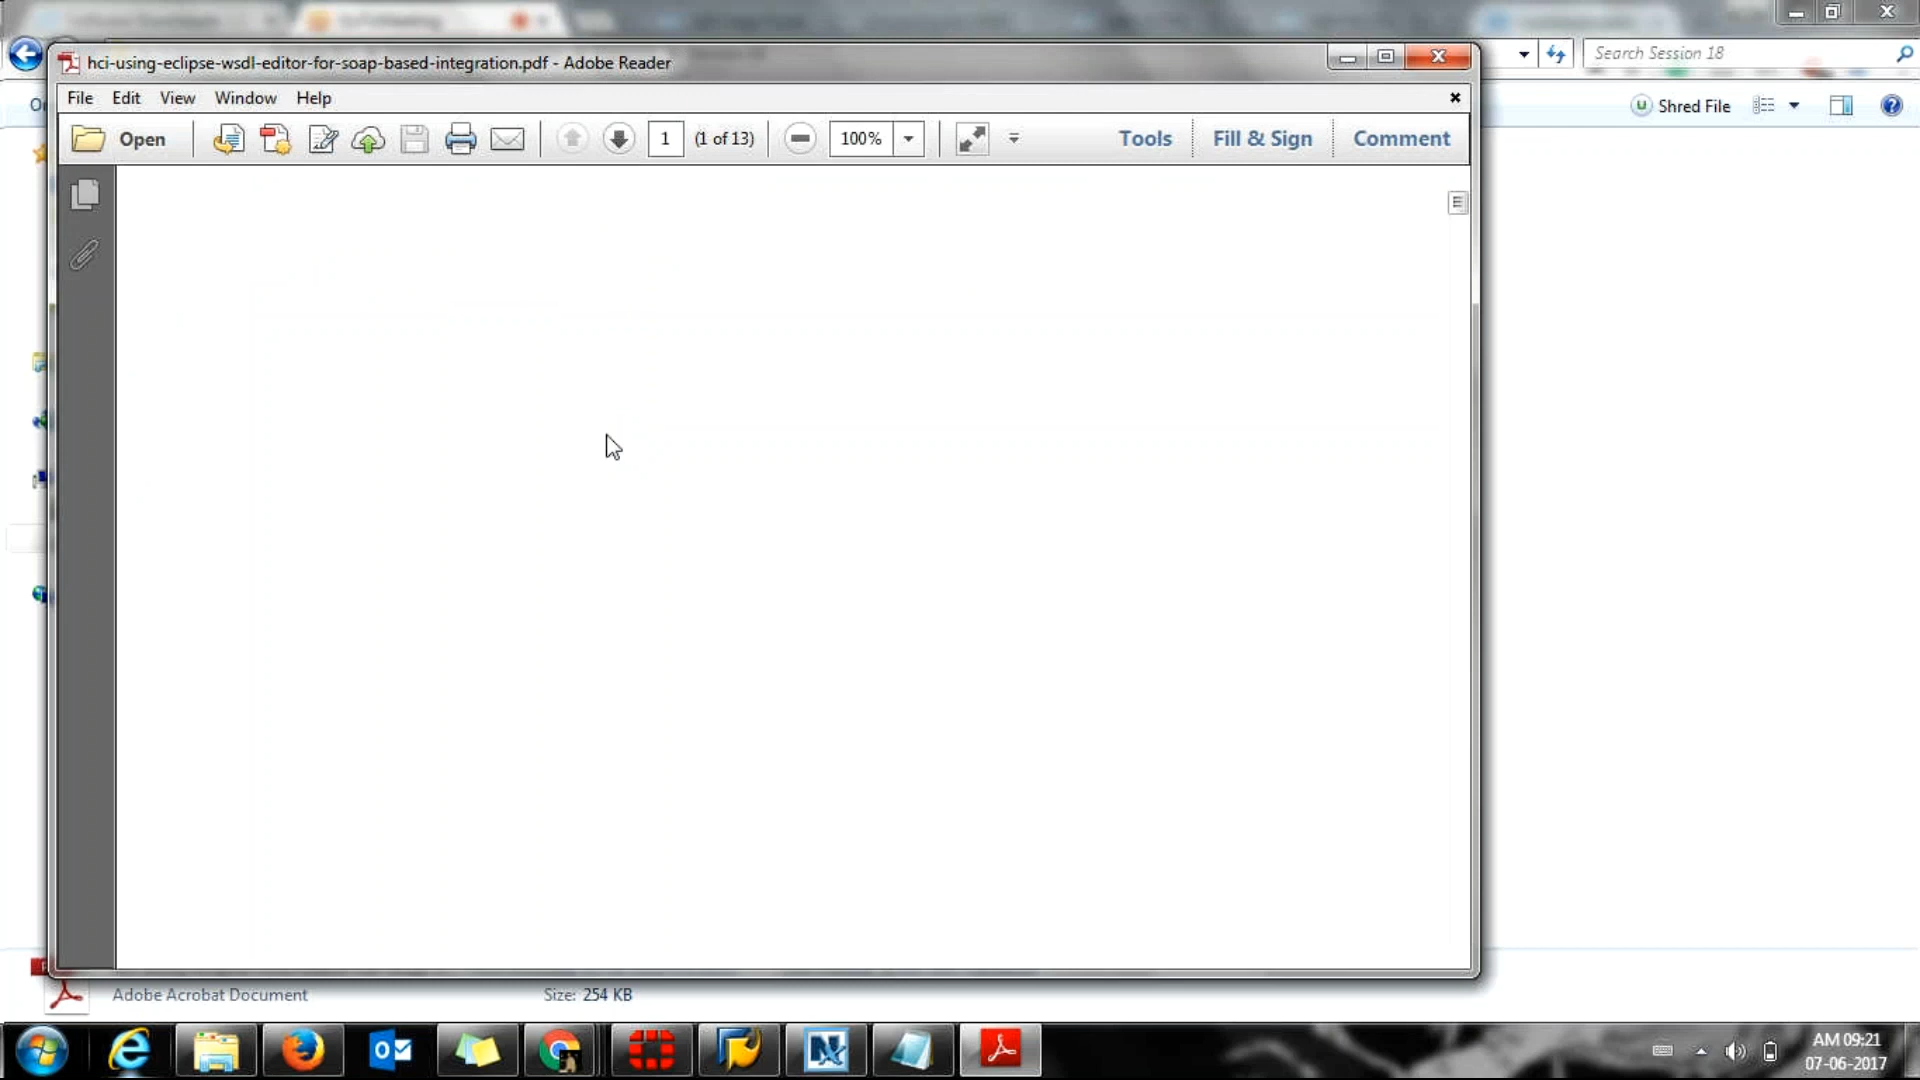 hci-using-eclipse-wsdl-editor-for-soap-based-integration.pdf - Adobe Reader
Search Session 18
File Edit View Window Help
Shred File
Open
1 (1 of 13)
100%
Tools
Fill & Sign
Comment
Adobe Acrobat Document
Size: 254 KB
AM 09:21
07-06-2017